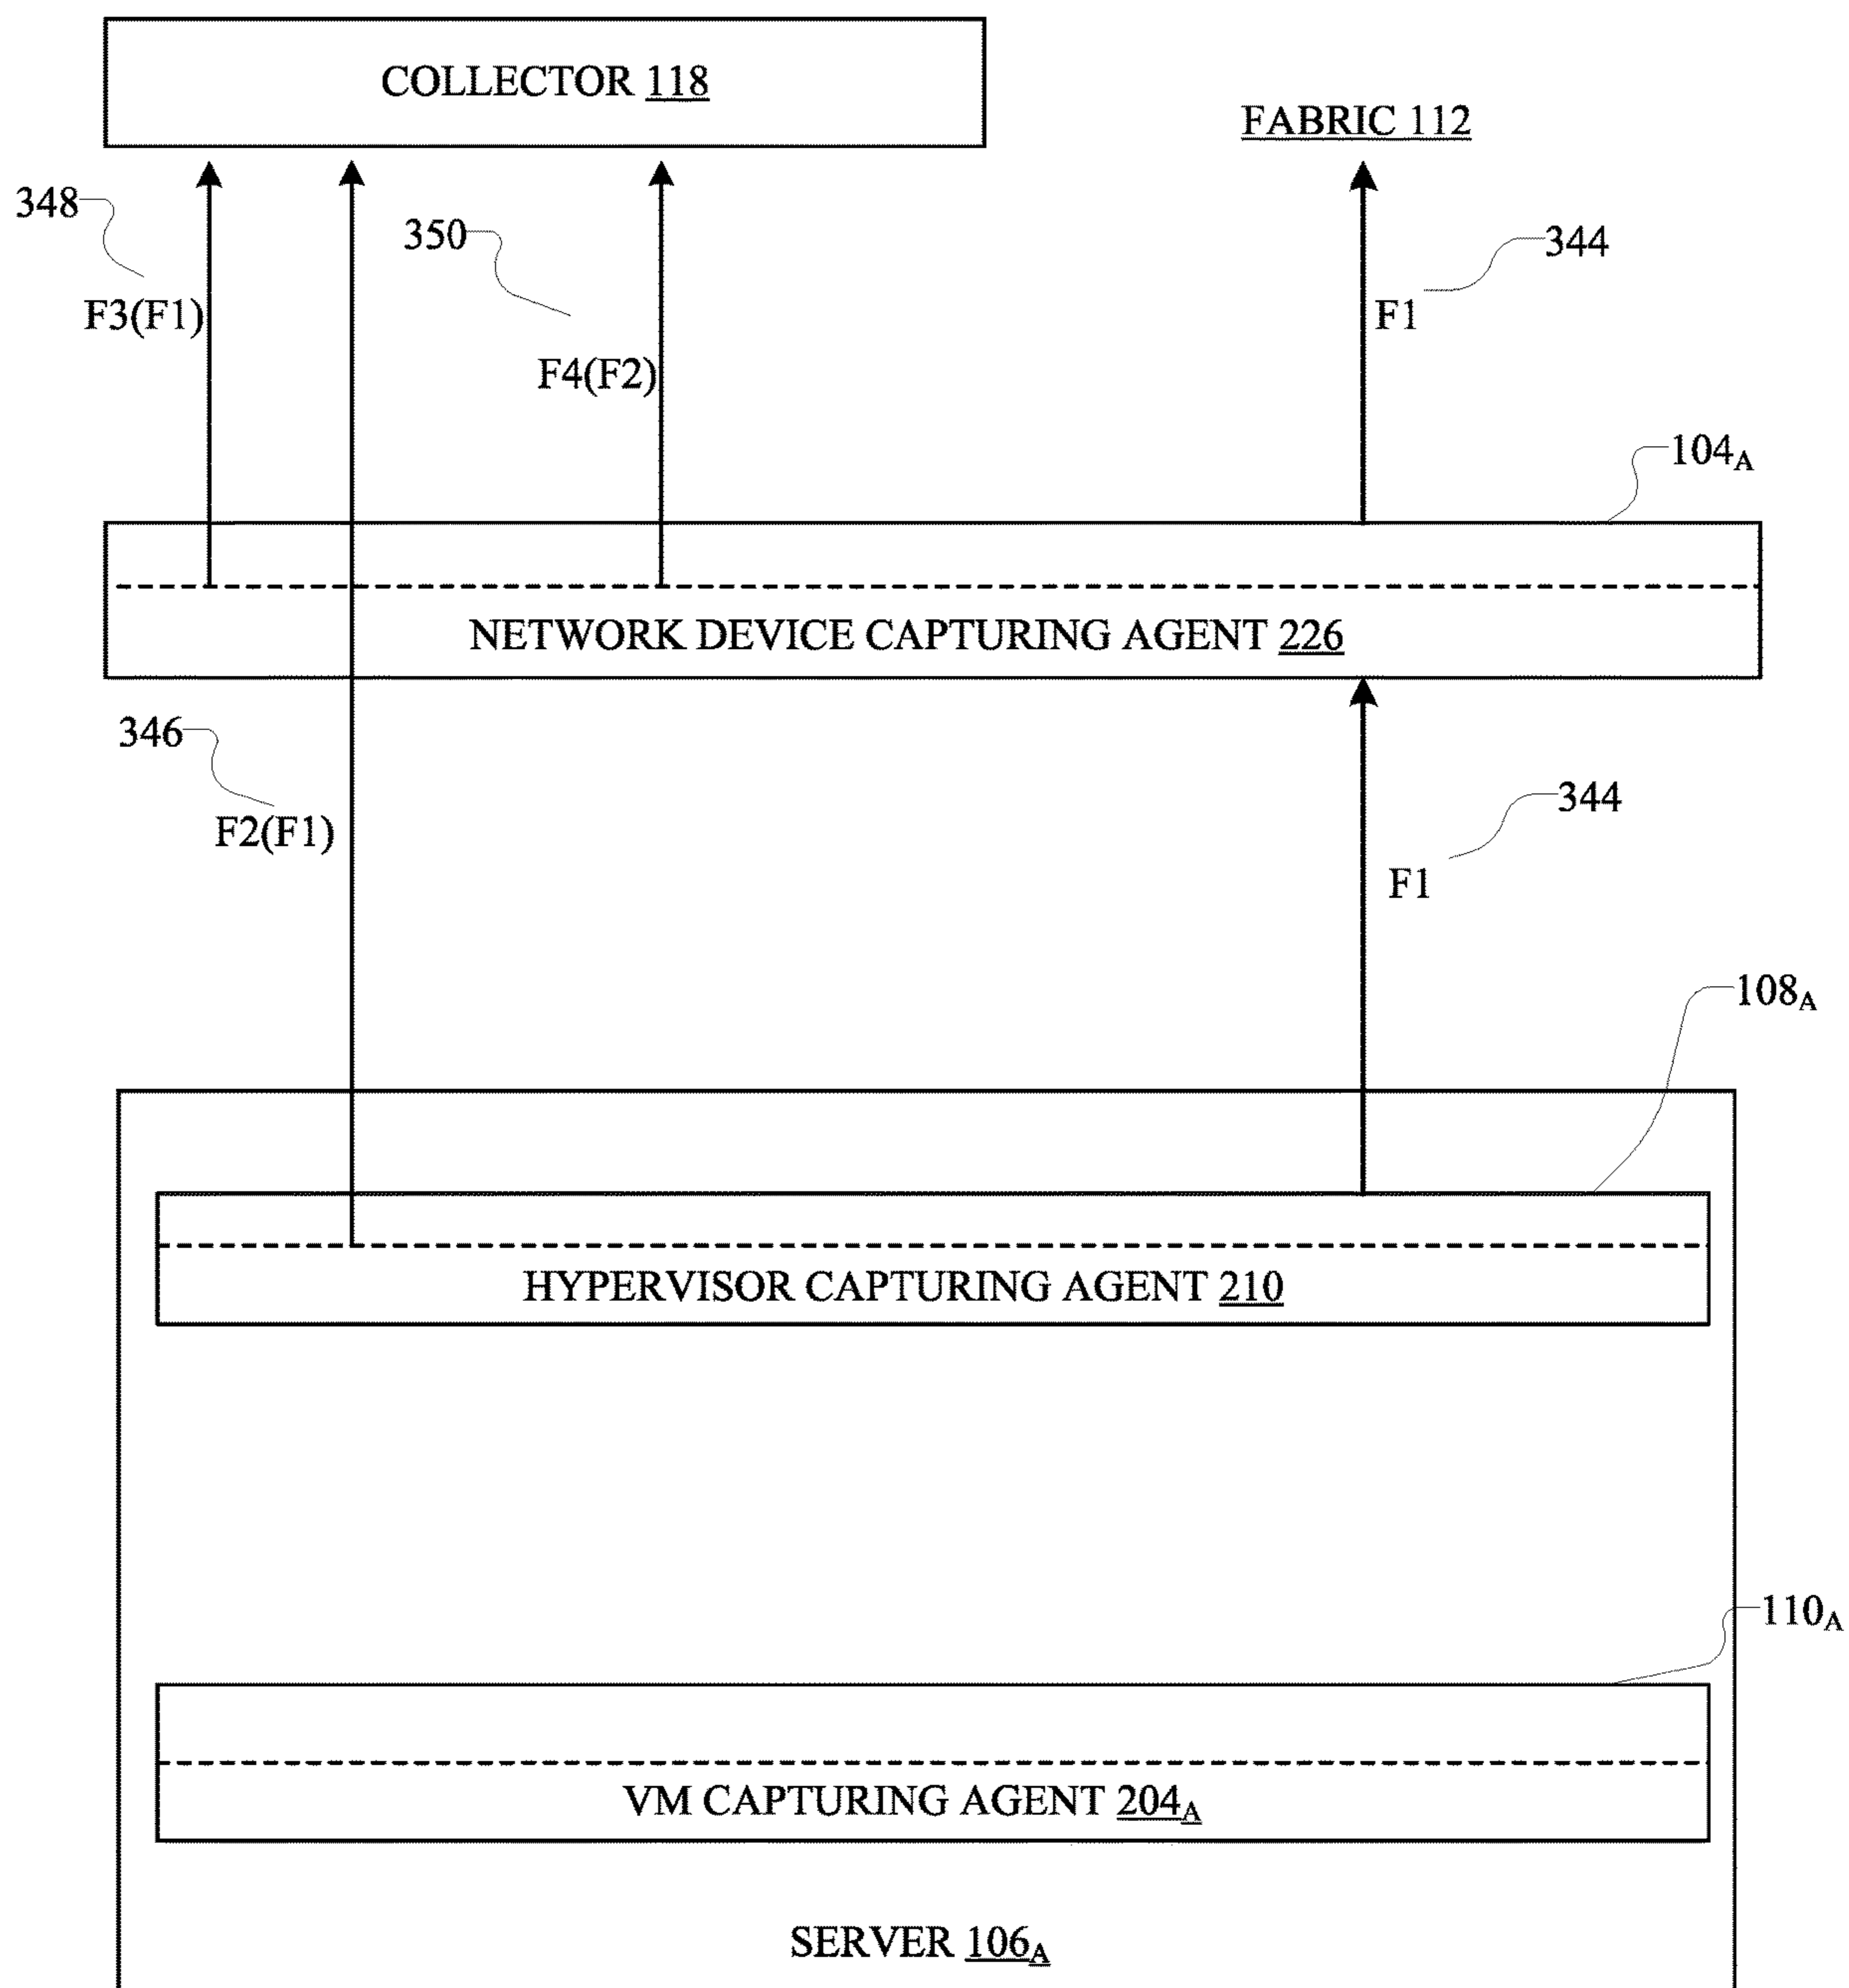 COLLECTOR 118
FABRIC 112
348
350
344
F3(F1)
F1
F4(F2)
104A
NETWORK DEVICE CAPTURING AGENT 226
346
344
F2(F1)
F1
108A
HYPERVISOR CAPTURING AGENT 210
110A
VM CAPTURING AGENT 204A
SERVER 106A